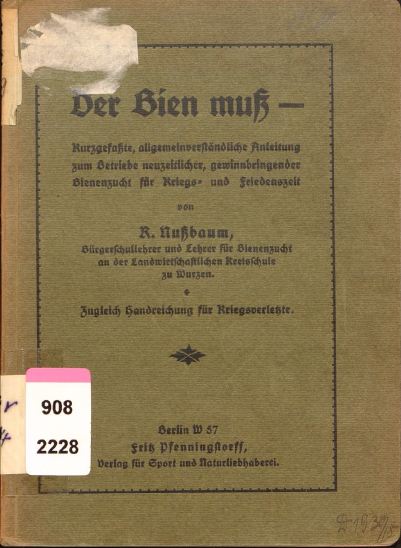 Der Bien muß —
Kurzgefaßte, allgemeinverständliche Anleitung
zum Betriebe neuzeitlicher, gewinnbringender
Bienenzucht für Kriegs- und Friedenszeit
von
R. Nußbaum,
Bürgerschullehrer und Lehrer für Bienenzucht
an der Landwirtschaftlichen Kreisschule
zu Wurzen.
Zugleich Handreichung für Kriegsverletzte.
908
2228
Berlin W 57
Fritz Pfenningstorff,
Verlag für Sport und Naturliebhaberei.